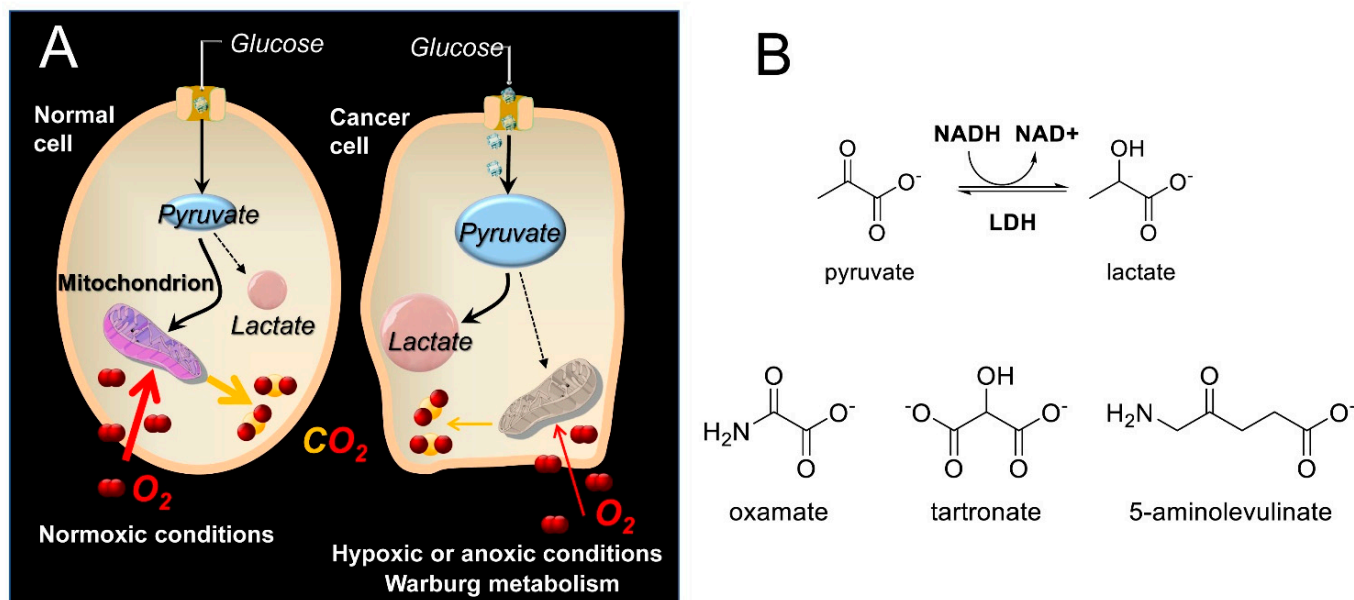 A
Glucose
Normal
cell
Pyruvate
Mitochondrion
Lactate
O2
Normoxic conditions
CO2
Glucose
Cancer
cell
Pyruvate
Lactate
O2
Hypoxic or anoxic conditions
Warburg metabolism
B
O
O-
O
pyruvate
NADH NAD+
LDH
OH
O-
O
lactate
O
H2N
O-
O
oxamate
OH
-O
O-
O O
tartronate
O
H2N
O-
O
5-aminolevulinate